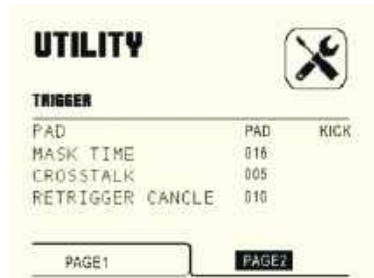 UTILITY
TRIGGER
PAD PAD KICK
MASK TIME 016
CROSSTALK 005
RETRIGGER CANCLE 010
PAGE1 PAGE2